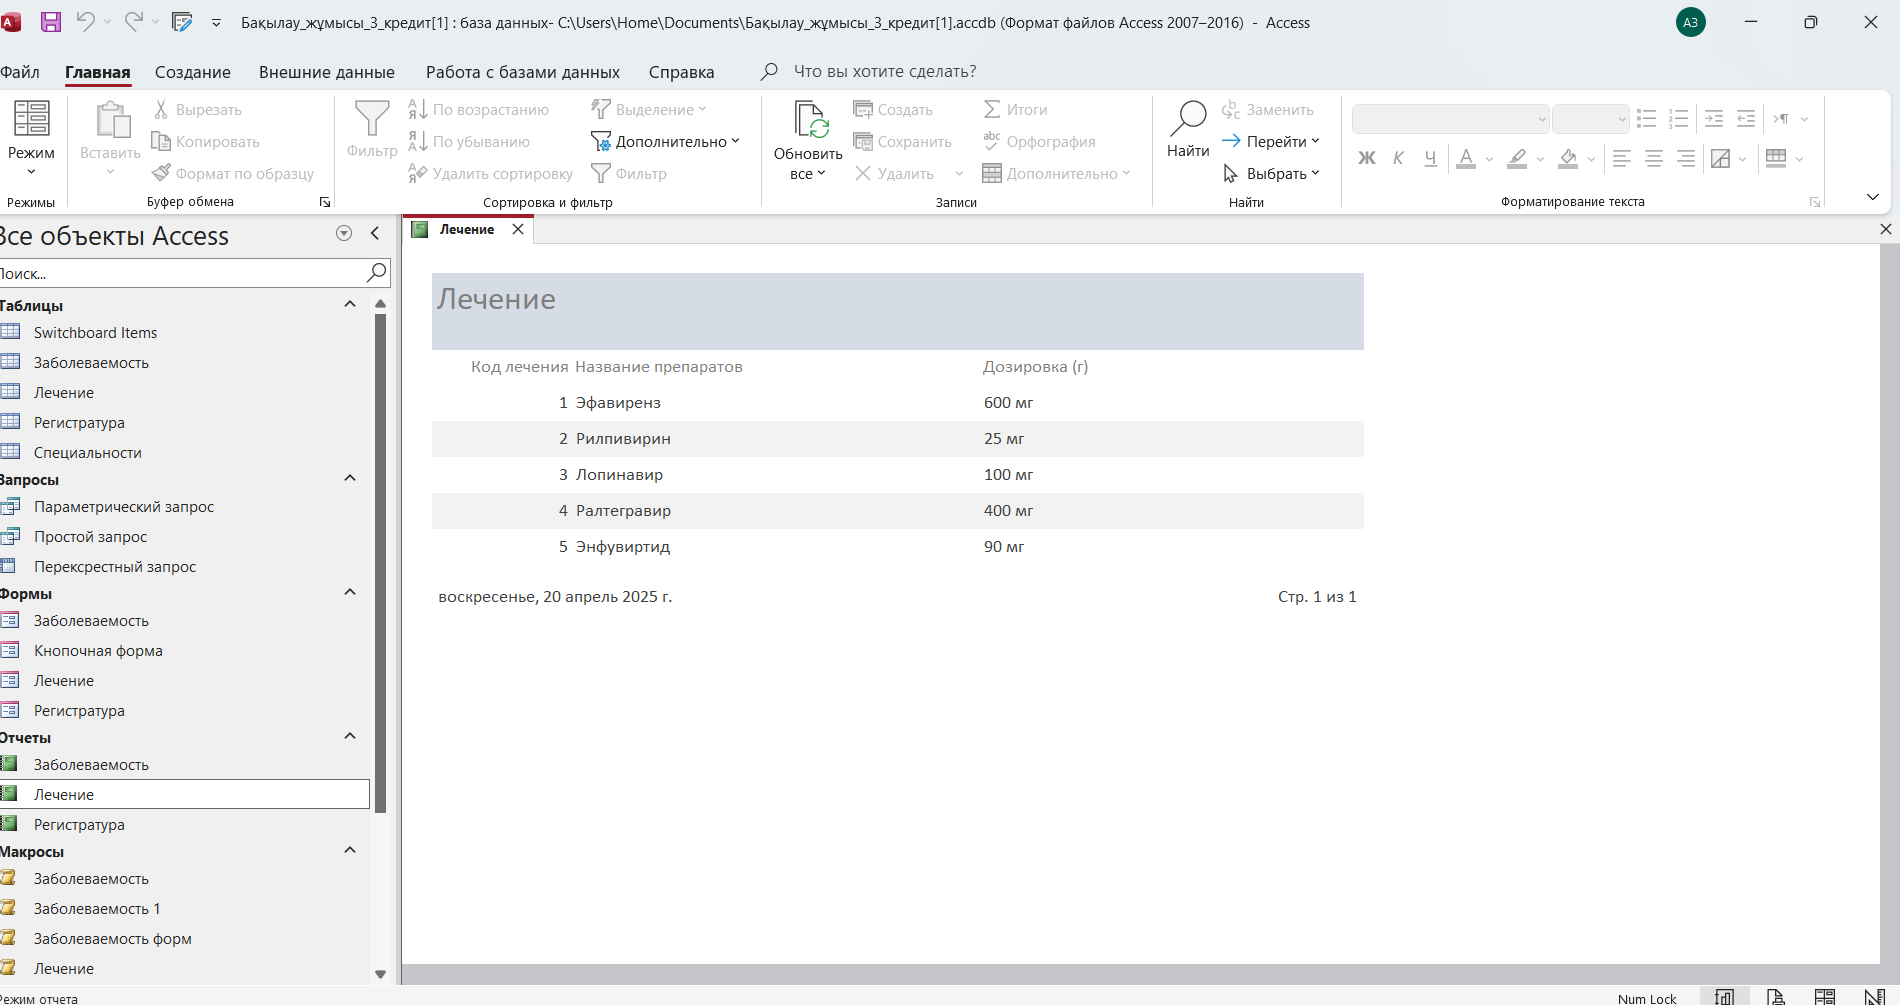 Бақылау_жұмысы_3_кредит[1] : база данных- C:\Users\Home\Documents\Бақылау_жұмысы_3_кредит[1].accdb (Формат файлов Access 2007–2016) - Access
АЗ
Файл Главная Создание Внешние данные Работа с базами данных Справка Что вы хотите сделать?
Режим
Режимы
Вставить
Вырезать
Копировать
Формат по образцу
Буфер обмена
Фильтр
По возрастанию
По убыванию
Удалить сортировку
Выделение
Дополнительно
Фильтр
Сортировка и фильтр
Обновить
все
Создать
Сохранить
Удалить
Итоги
Орфография
Дополнительно
Записи
Найти
Заменить
Перейти
Выбрать
Найти
Ж К Ч
Форматирование текста
Все объекты Access
Поиск...
Таблицы
Switchboard Items
Заболеваемость
Лечение
Регистратура
Специальности
Запросы
Параметрический запрос
Простой запрос
Перексрестный запрос
Формы
Заболеваемость
Кнопочная форма
Лечение
Регистратура
Отчеты
Заболеваемость
Лечение
Регистратура
Макросы
Заболеваемость
Заболеваемость 1
Заболеваемость форм
Лечение
Лечение
Лечение
Код лечения Название препаратов Дозировка (г)
1 Эфавиренз 600 мг
2 Рилпивирин 25 мг
3 Лопинавир 100 мг
4 Ралтегравир 400 мг
5 Энфувиртид 90 мг
воскресенье, 20 апрель 2025 г. Стр. 1 из 1
Режим отчета
Num Lock